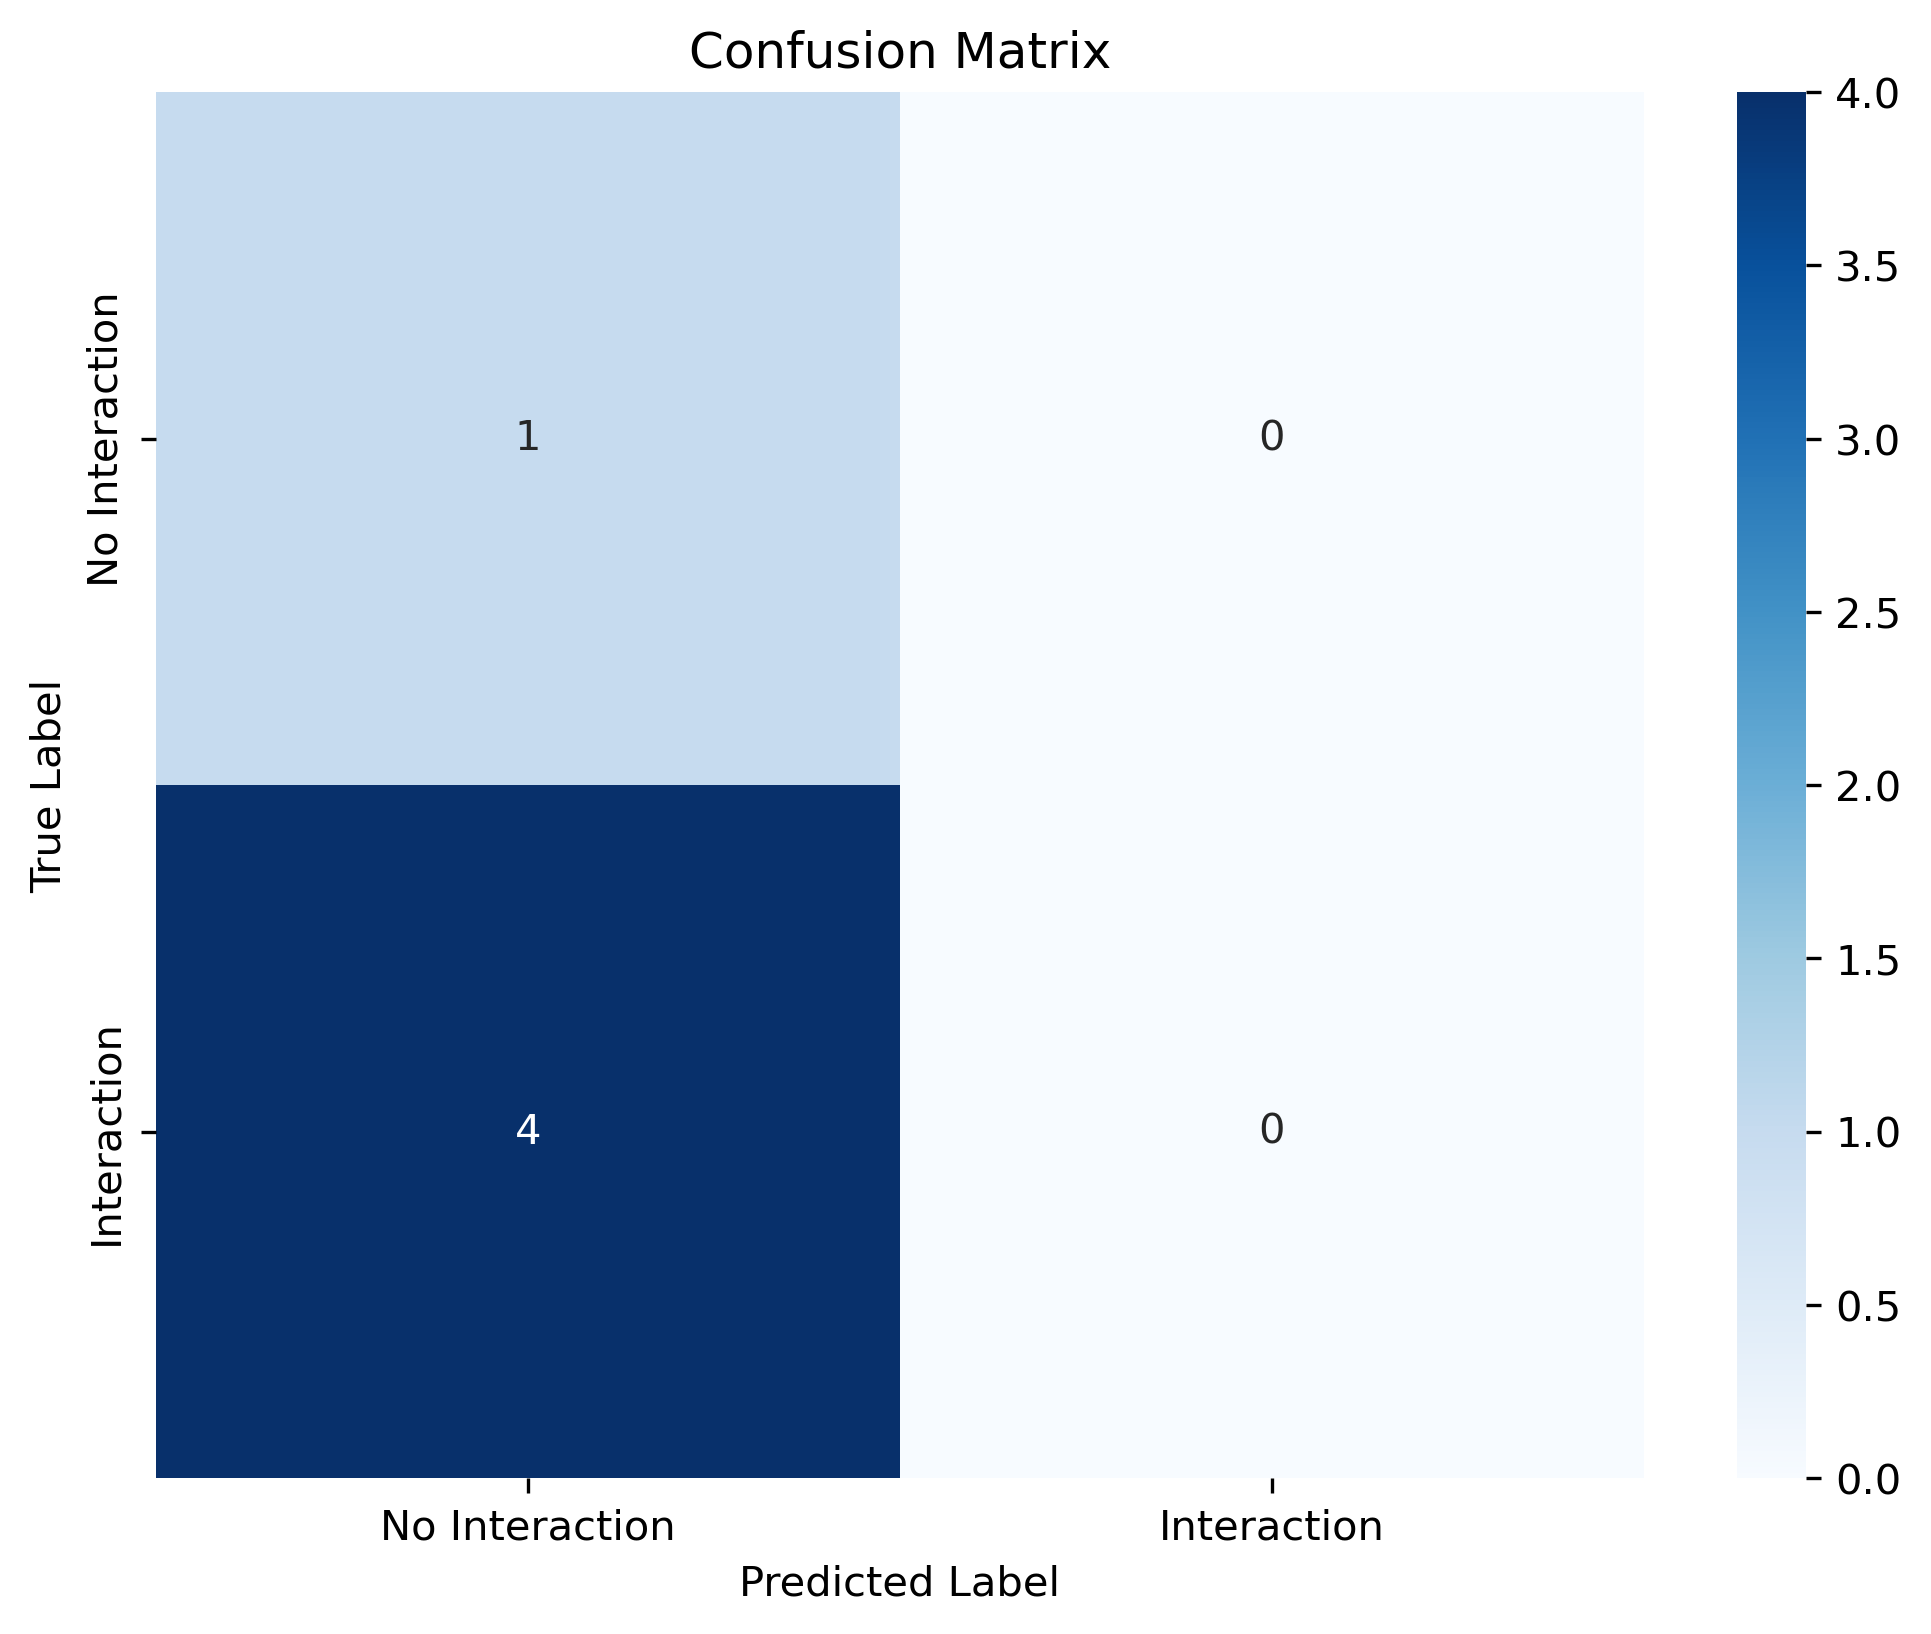 Confusion Matrix
True Label
No Interaction
Interaction
1
0
4
0
No Interaction
Interaction
Predicted Label
4.0
3.5
3.0
2.5
2.0
1.5
1.0
0.5
0.0